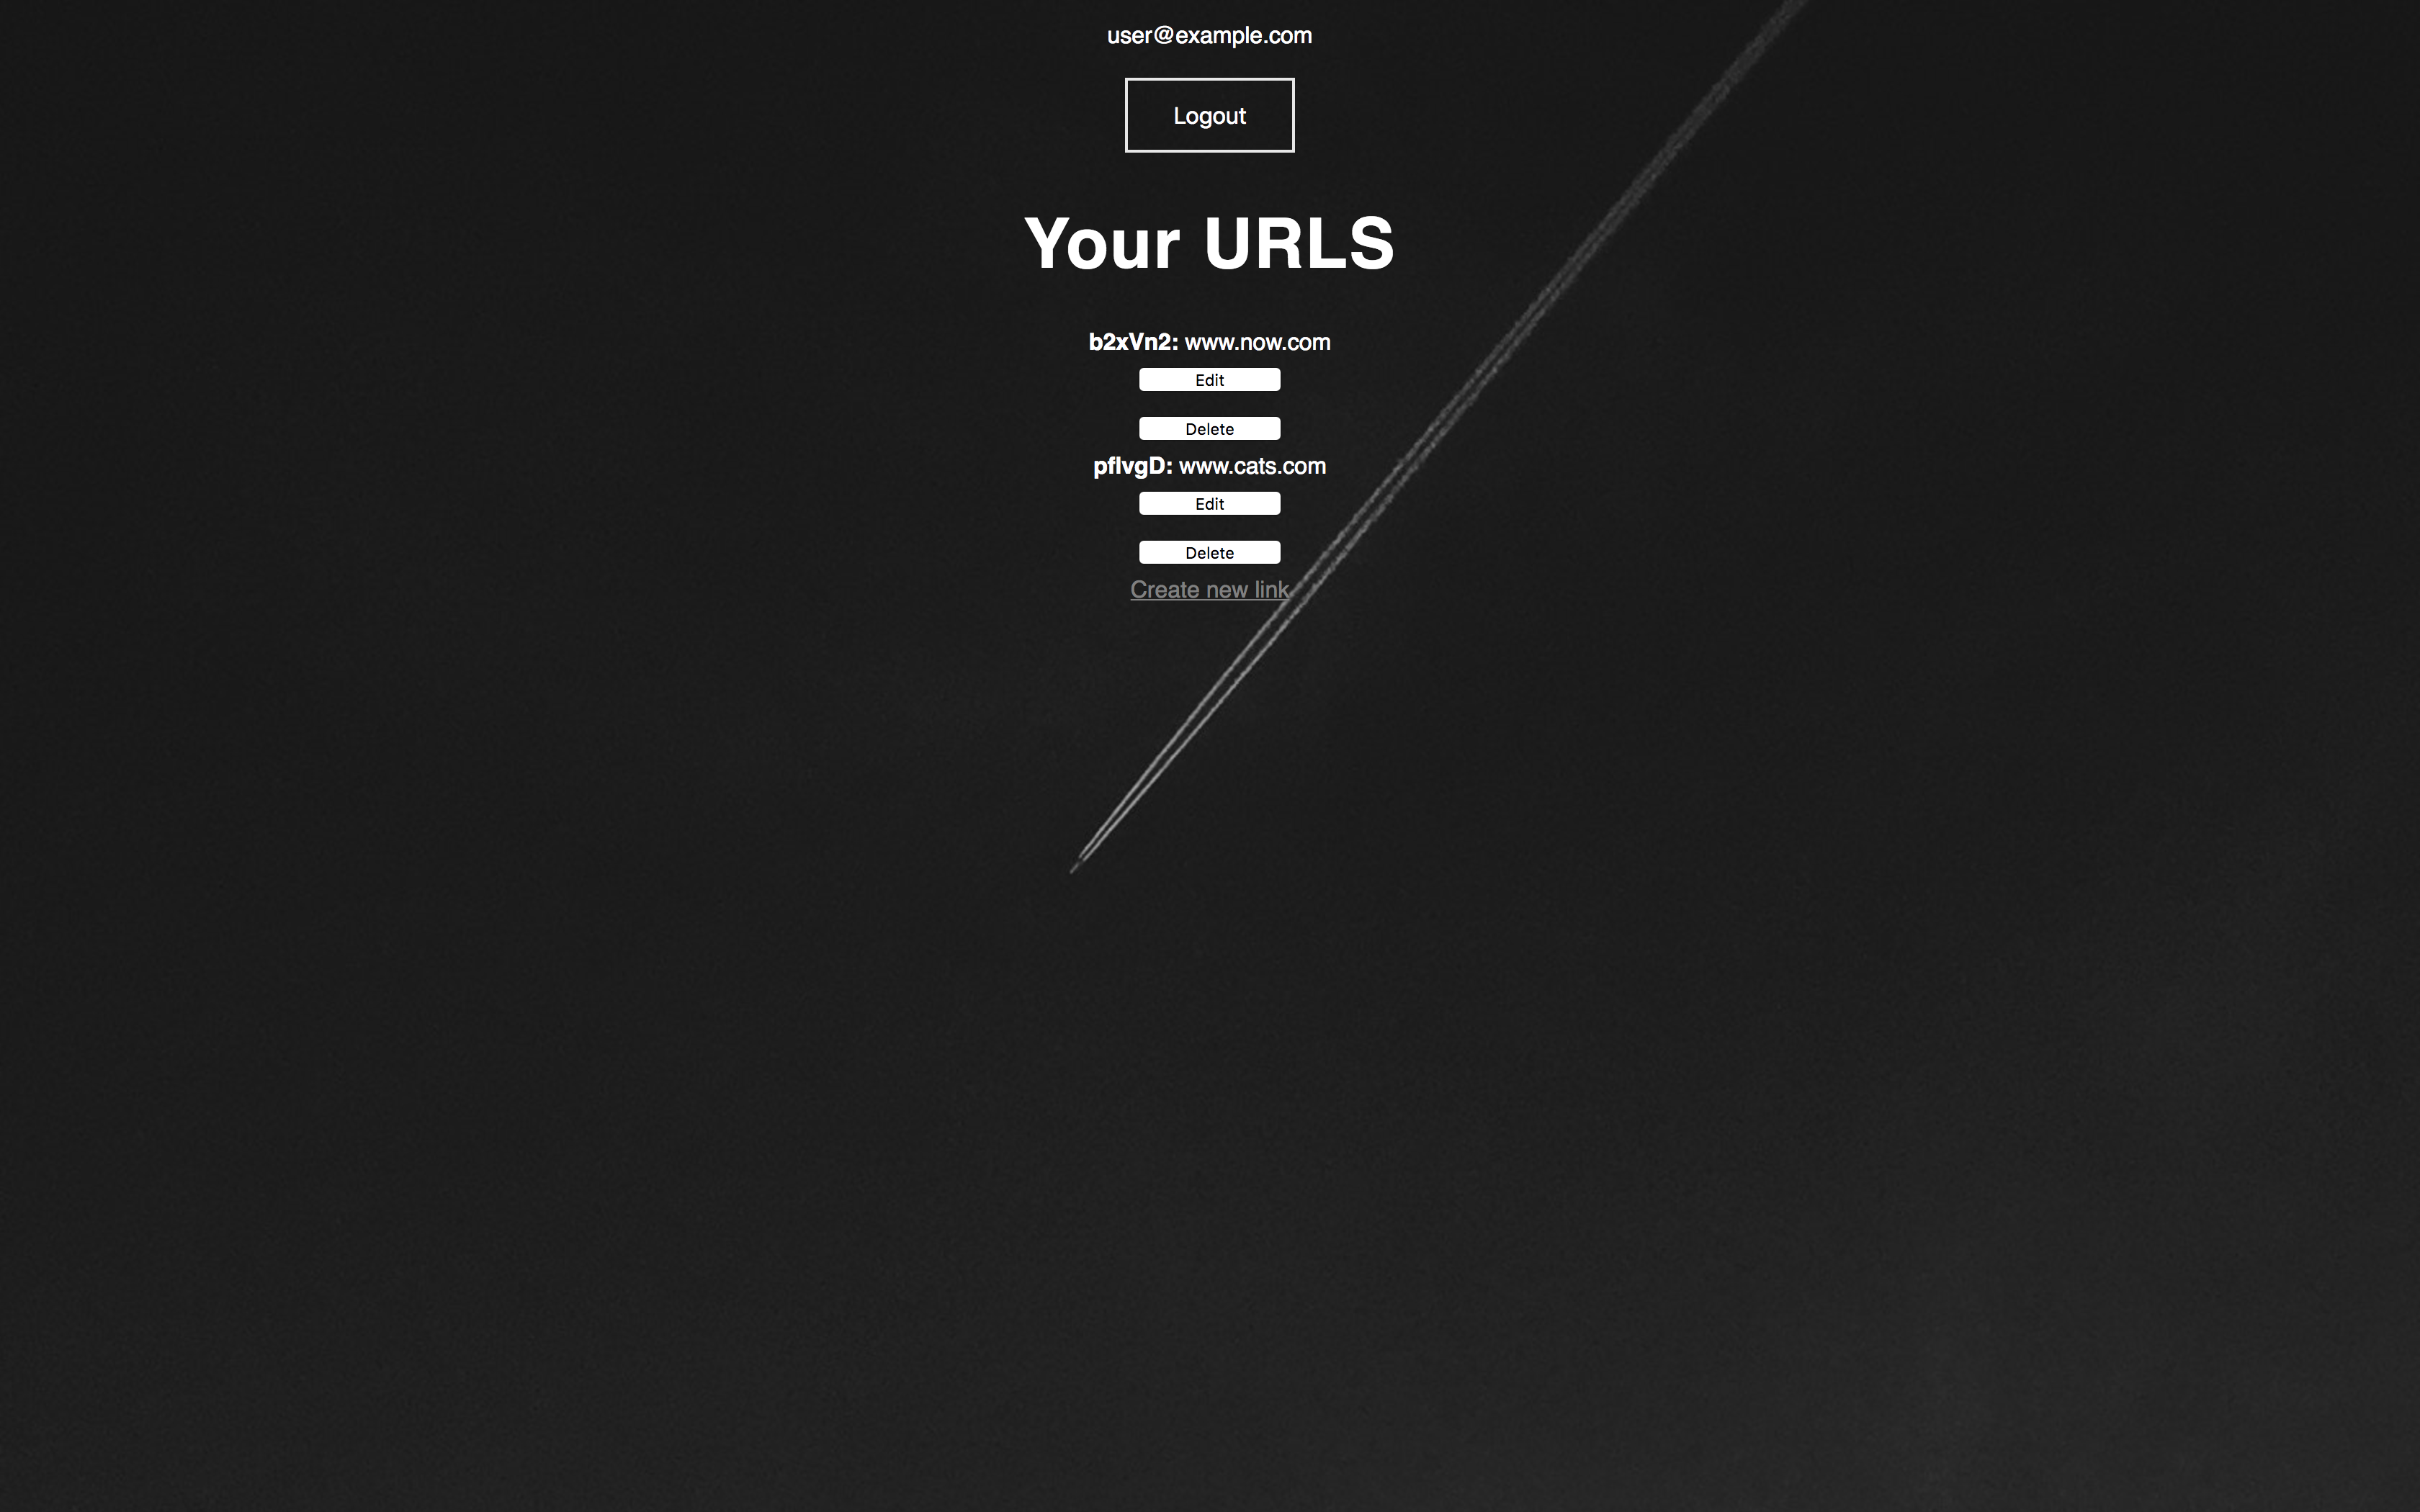 user@example.com
Logout
Your URLS
b2xVn2: www.now.com
Edit
Delete
pflvgD: www.cats.com
Edit
Delete
Create new link